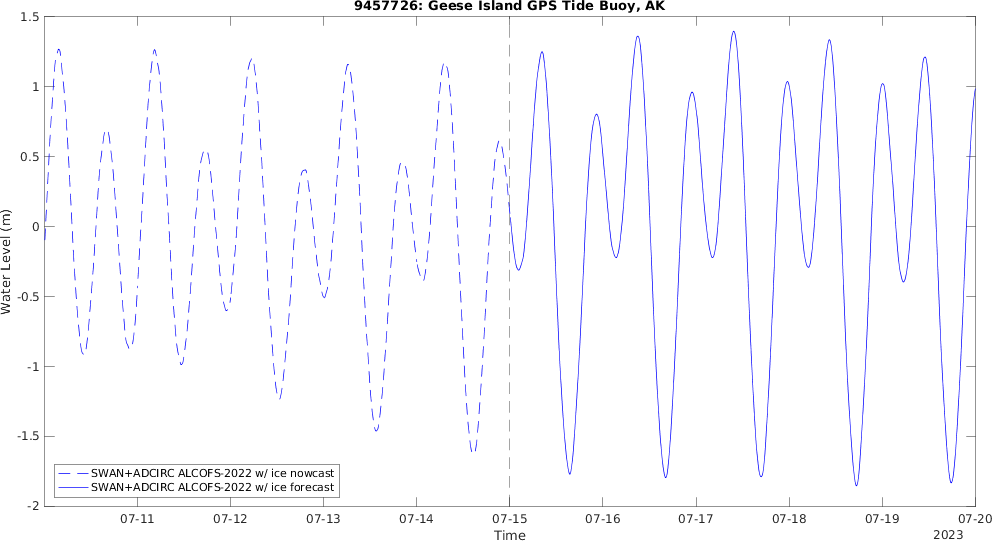 9457726: Geese Island GPS Tide Buoy, AK
1.5
1
0.5
0
-0.5
-1
-1.5
-2
Water Level (m)
SWAN+ADCIRC ALCOFS-2022 w/ ice nowcast
SWAN+ADCIRC ALCOFS-2022 w/ ice forecast
07-11 07-12 07-13 07-14 07-15 07-16 07-17 07-18 07-19 07-20
Time
2023